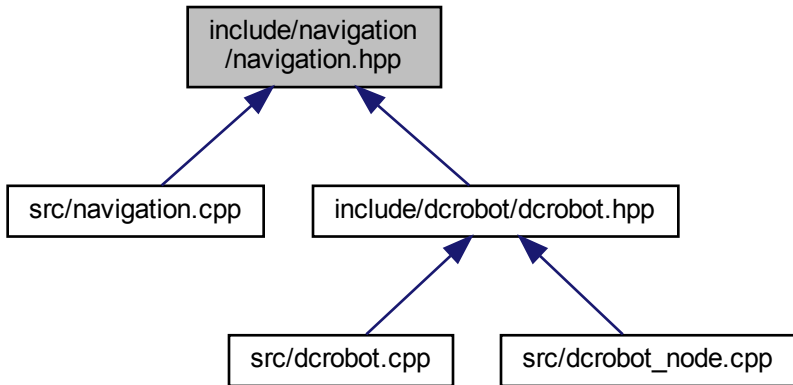 include/navigation
/navigation.hpp
src/navigation.cpp
include/dcrobot/dcrobot.hpp
src/dcrobot.cpp
src/dcrobot_node.cpp